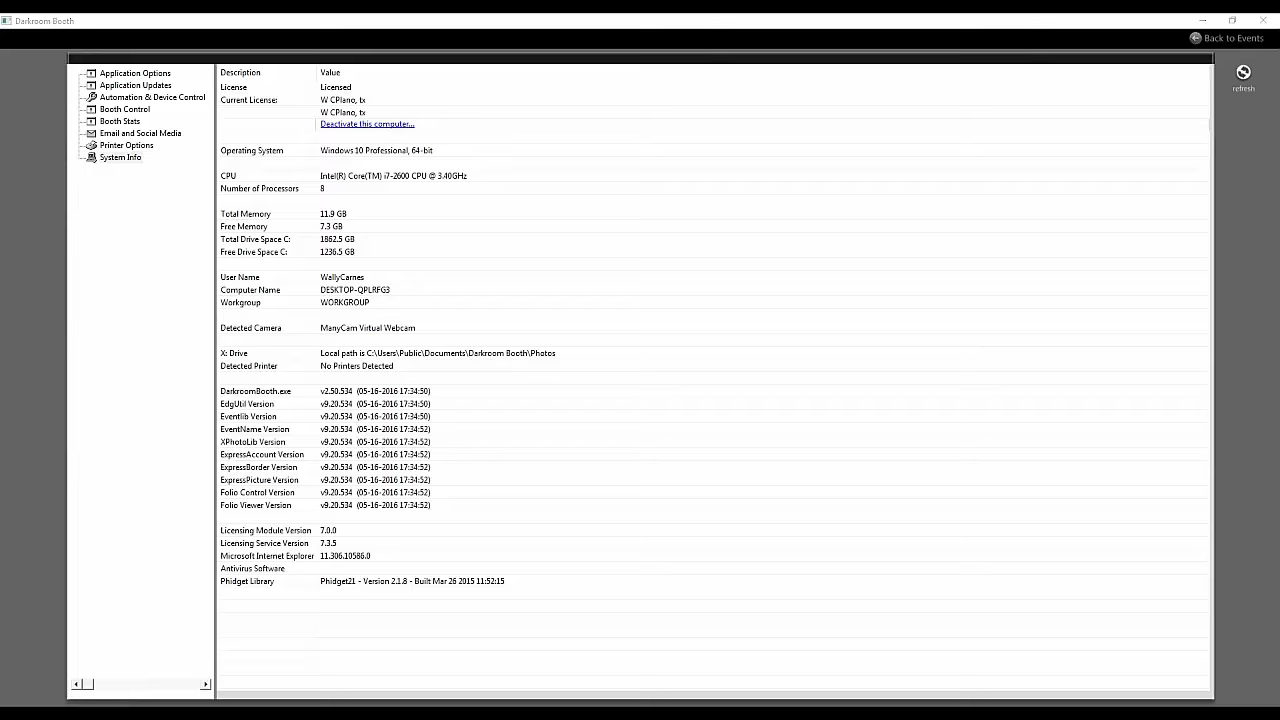 Darkroom Booth
Back to Events
refresh
Application Options
Application Updates
Automation & Device Control
Booth Control
Booth Stats
Email and Social Media
Printer Options
System Info
Description Value
License Licensed
Current License: W CPlano, tx
W CPlano, tx
Deactivate this computer...
Operating System Windows 10 Professional, 64-bit
CPU Intel(R) Core(TM) i7-2600 CPU @ 3.40GHz
Number of Processors 8
Total Memory 11.9 GB
Free Memory 7.3 GB
Total Drive Space C: 1862.5 GB
Free Drive Space C: 1236.5 GB
User Name WallyCarnes
Computer Name DESKTOP-QPLRFG3
Workgroup WORKGROUP
Detected Camera ManyCam Virtual Webcam
X: Drive Local path is C:\Users\Public\Documents\Darkroom Booth\Photos
Detected Printer No Printers Detected
DarkroomBooth.exe v2.50.534 (05-16-2016 17:34:50)
EdgUtil Version v9.20.534 (05-16-2016 17:34:50)
Eventlib Version v9.20.534 (05-16-2016 17:34:50)
EventName Version v9.20.534 (05-16-2016 17:34:52)
XPhotoLib Version v9.20.534 (05-16-2016 17:34:52)
ExpressAccount Version v9.20.534 (05-16-2016 17:34:52)
ExpressBorder Version v9.20.534 (05-16-2016 17:34:52)
ExpressPicture Version v9.20.534 (05-16-2016 17:34:52)
Folio Control Version v9.20.534 (05-16-2016 17:34:52)
Folio Viewer Version v9.20.534 (05-16-2016 17:34:52)
Licensing Module Version 7.0.0
Licensing Service Version 7.3.5
Microsoft Internet Explorer 11.306.10586.0
Antivirus Software
Phidget Library Phidget21 - Version 2.1.8 - Built Mar 26 2015 11:52:15